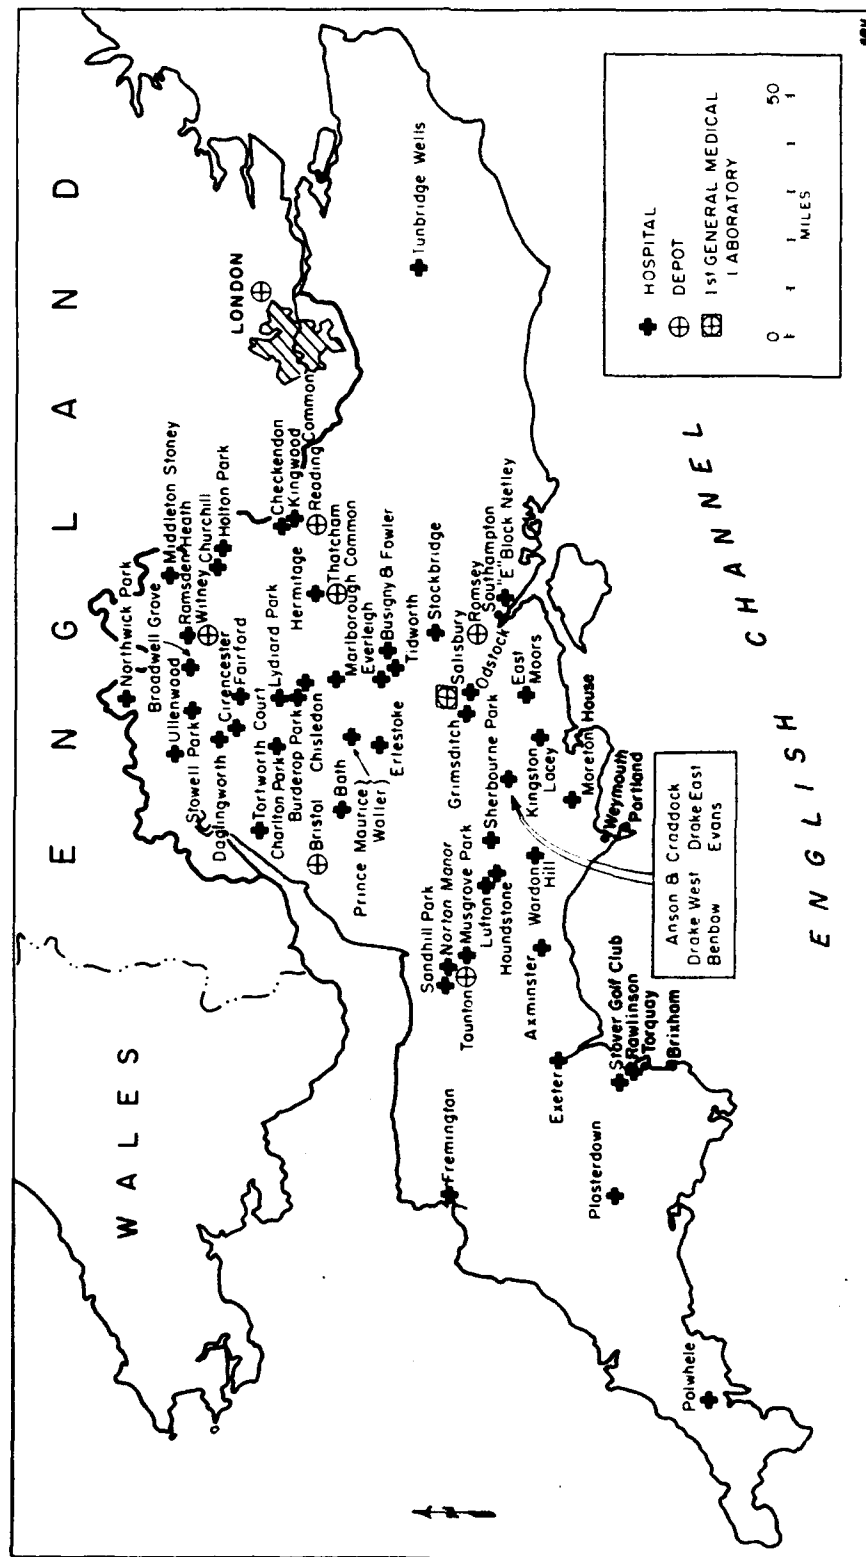 ENGLAND
WALES
ENGLISH CHANNEL
LONDON
Northwick Park
Middleton Stoney
Broadwell Grove
Ramsden Heath
Ullenwood
Witney
Churchill
Stowell Park
Cirencester
Holton Park
Daglingworth
Fairford
Tortworth Court
Lydiard Park
Checkendon
Charlton Park
Kingwood
Burderop Park
Hermitage
Reading Common
Bristol
Chisledon
Thatcham
Bath
Marlborough Common
Prince Maurice
Waller
Everleigh
Erlestoke
Busigny & Fowler
Tidworth
Tunbridge Wells
Stockbridge
Sandhill Park
Norton Manor
Grimsditch
Salisbury
Fremington
Taunton
Musgrove Park
Odstock
Ramsey
Lufton
Sherbourne Park
Southampton
Houndstone
"E" Block Netley
East
Moors
Axminster
Wardon
Hill
Kingston
Lacey
Exeter
Moreton House
Weymouth
Portland
Stover Golf Club
Rawlinson
Torquay
Brixham
Plasterdown
Polwhele
Anson & Craddock
Drake West Drake East
Benbow Evans
HOSPITAL
DEPOT
1st GENERAL MEDICAL
LABORATORY
0 50
MILES